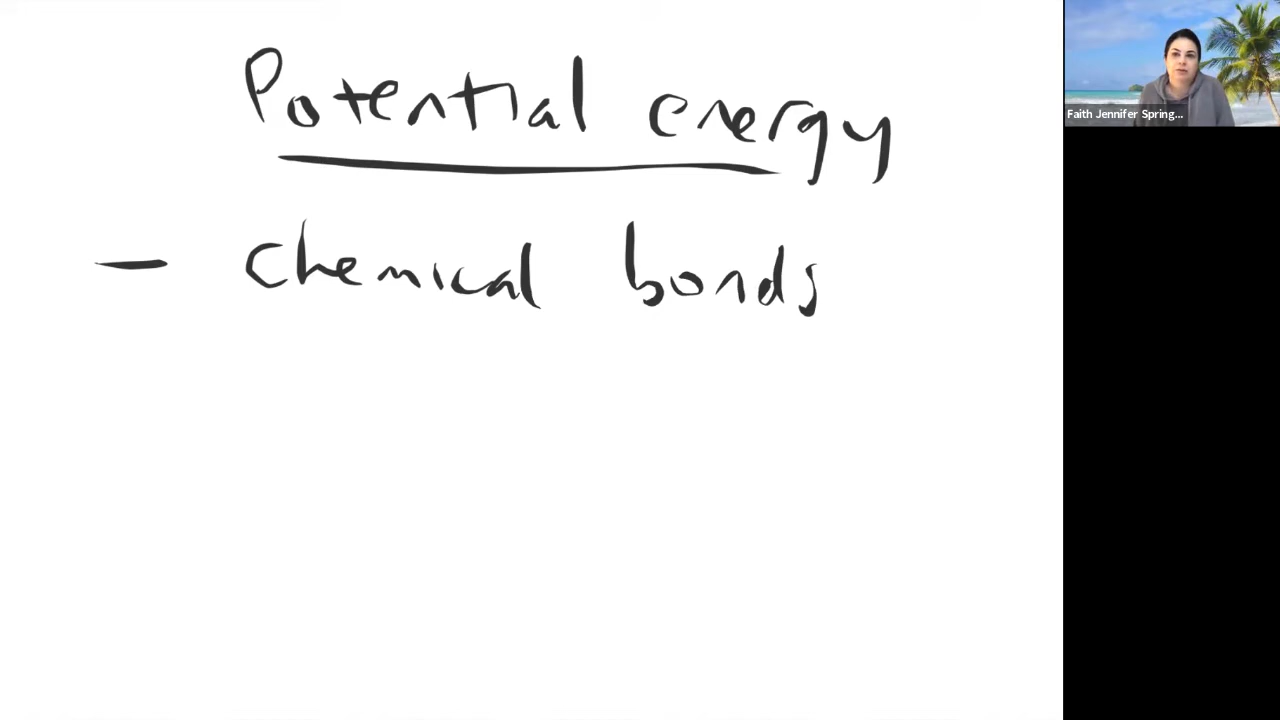 Potential energy
- chemical bonds
Faith Jennifer Spring...